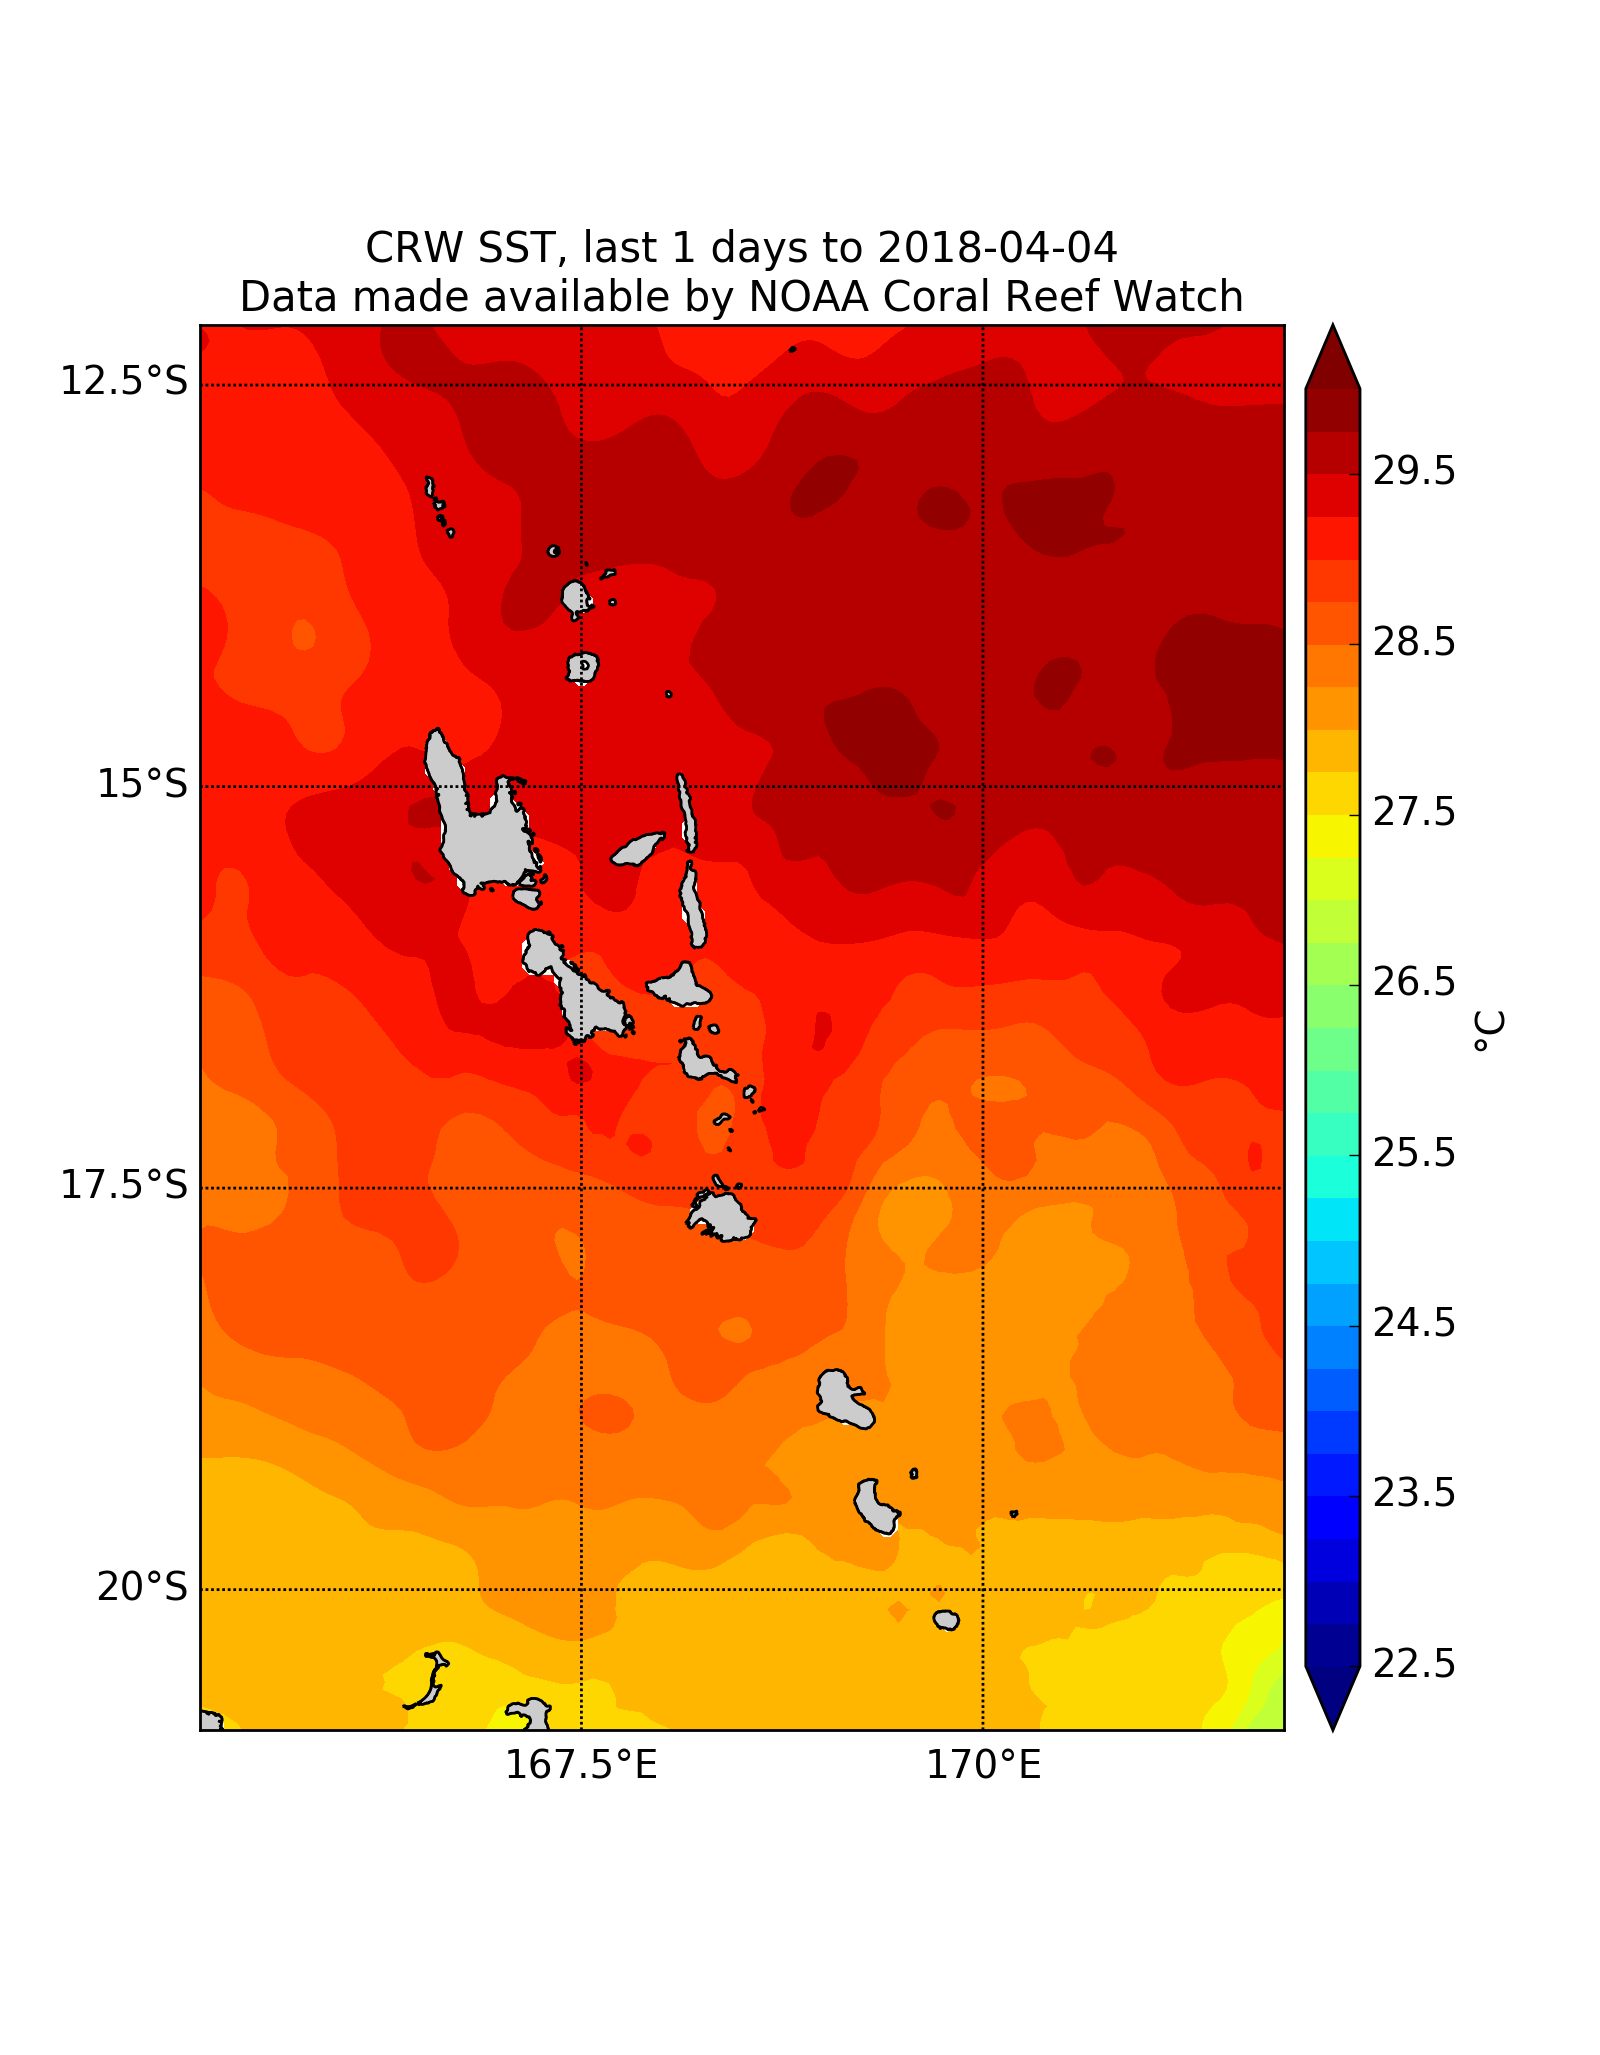 CRW SST, last 1 days to 2018-04-04
Data made available by NOAA Coral Reef Watch
12.5°S
15°S
17.5°S
20°S
167.5°E
170°E
29.5
28.5
27.5
26.5
25.5
24.5
23.5
22.5
°C